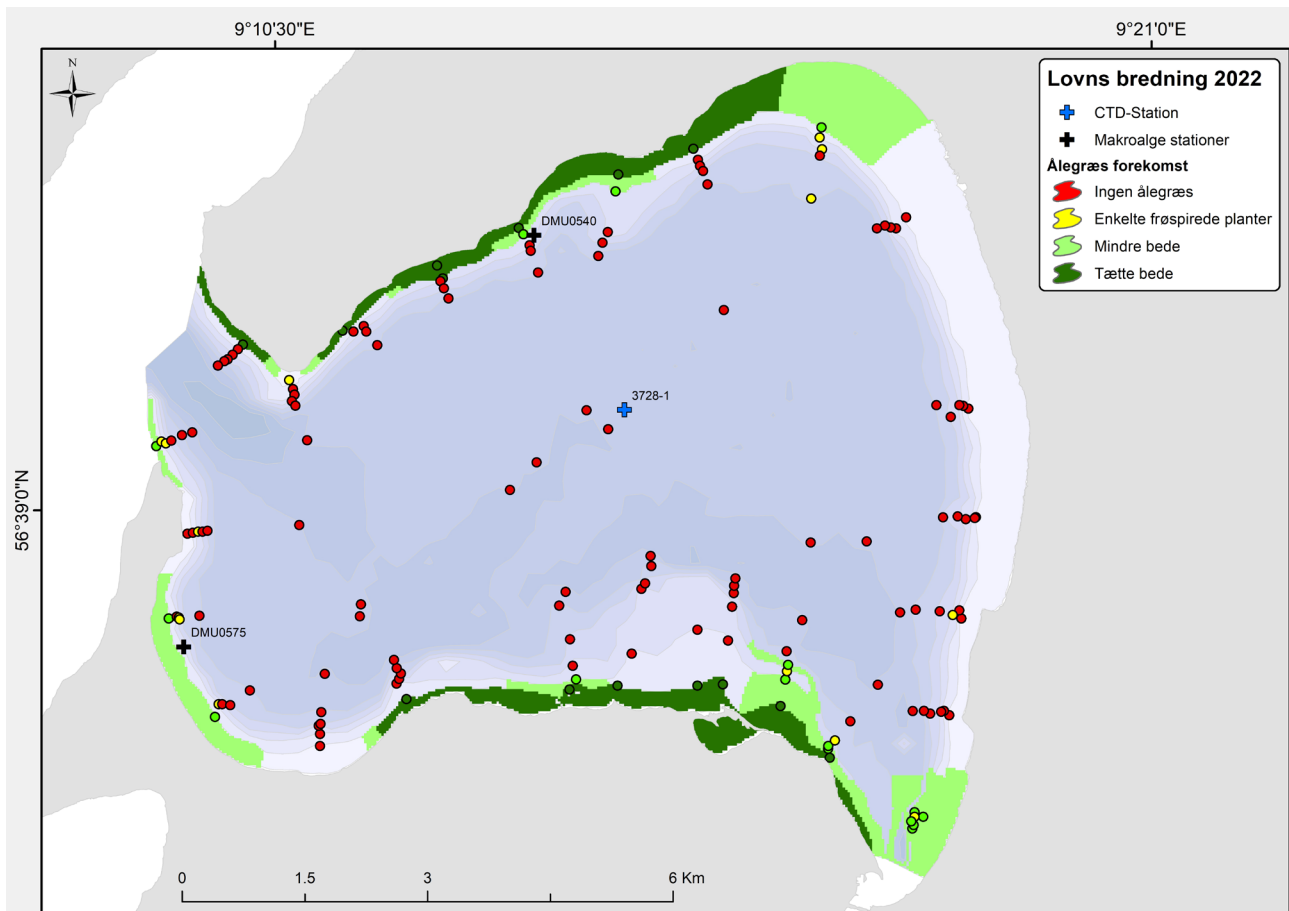 9°10'30"E
9°21'0"E
N
Lovns bredning 2022
CTD-Station
Makroalge stationer
Ålegræs forekomst
Ingen ålegræs
Enkelte frøspirede planter
Mindre bede
Tætte bede
DMU0540
3728-1
56°39'0"N
DMU0575
0
1.5
3
6 Km